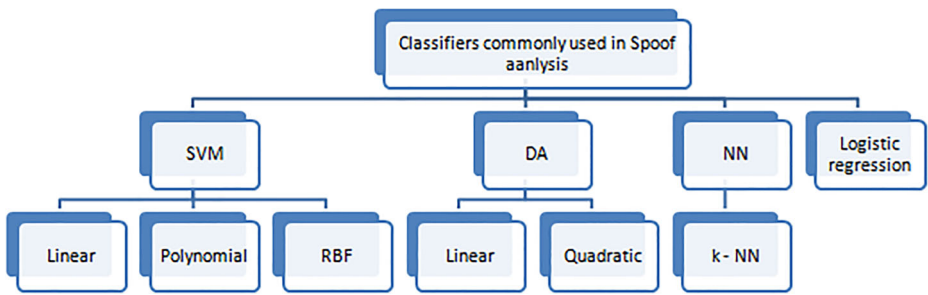 Classifiers commonly used in Spoof
aanlysis
SVM
DA
NN
Logistic
regression
Linear
Polynomial
RBF
Linear
Quadratic
k - NN